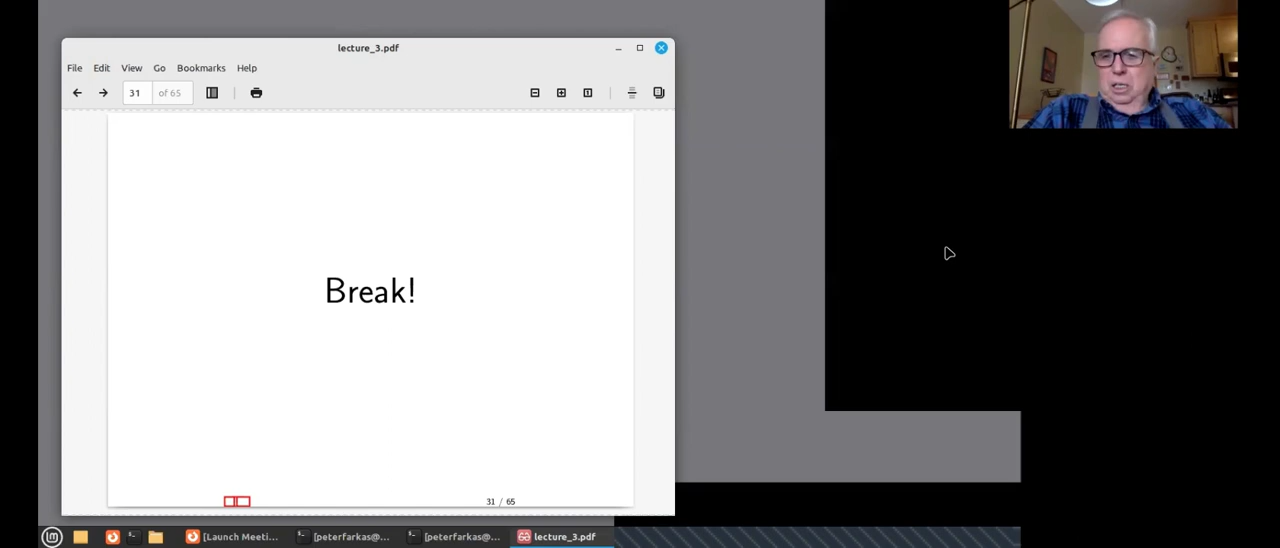 lecture_3.pdf
File Edit View Go Bookmarks Help
31 of 65
Break!
31 / 65
[Launch Meeti...
[peterfarkas@...
[peterfarkas@...
lecture_3.pdf